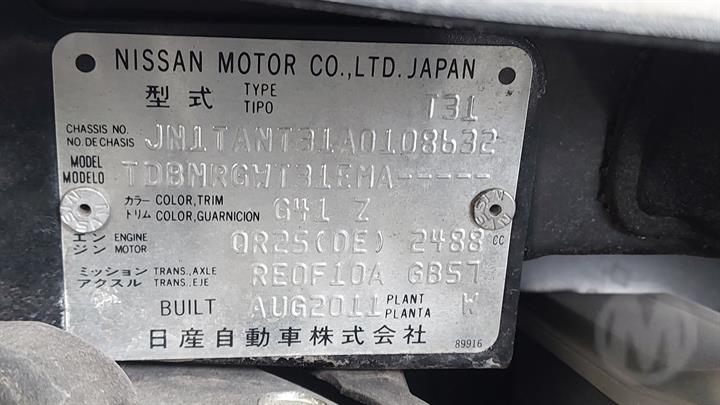 NISSAN MOTOR CO.,LTD. JAPAN
型式 TYPE TIPO T31
CHASSIS NO. NO. DE CHASIS JN1TANT31A0108632
MODEL MODELO TDBNRGWT31EMA-----
カラー COLOR,TRIM
トリム COLOR,GUARNICION G41 Z
エンジン ENGINE MOTOR QR25(DE) 2488 CC
ミッション TRANS.,AXLE
アクスル TRANS.,EJE RE0F10A GB57
BUILT AUG2011 PLANT PLANTA W
日産自動車株式会社 89916